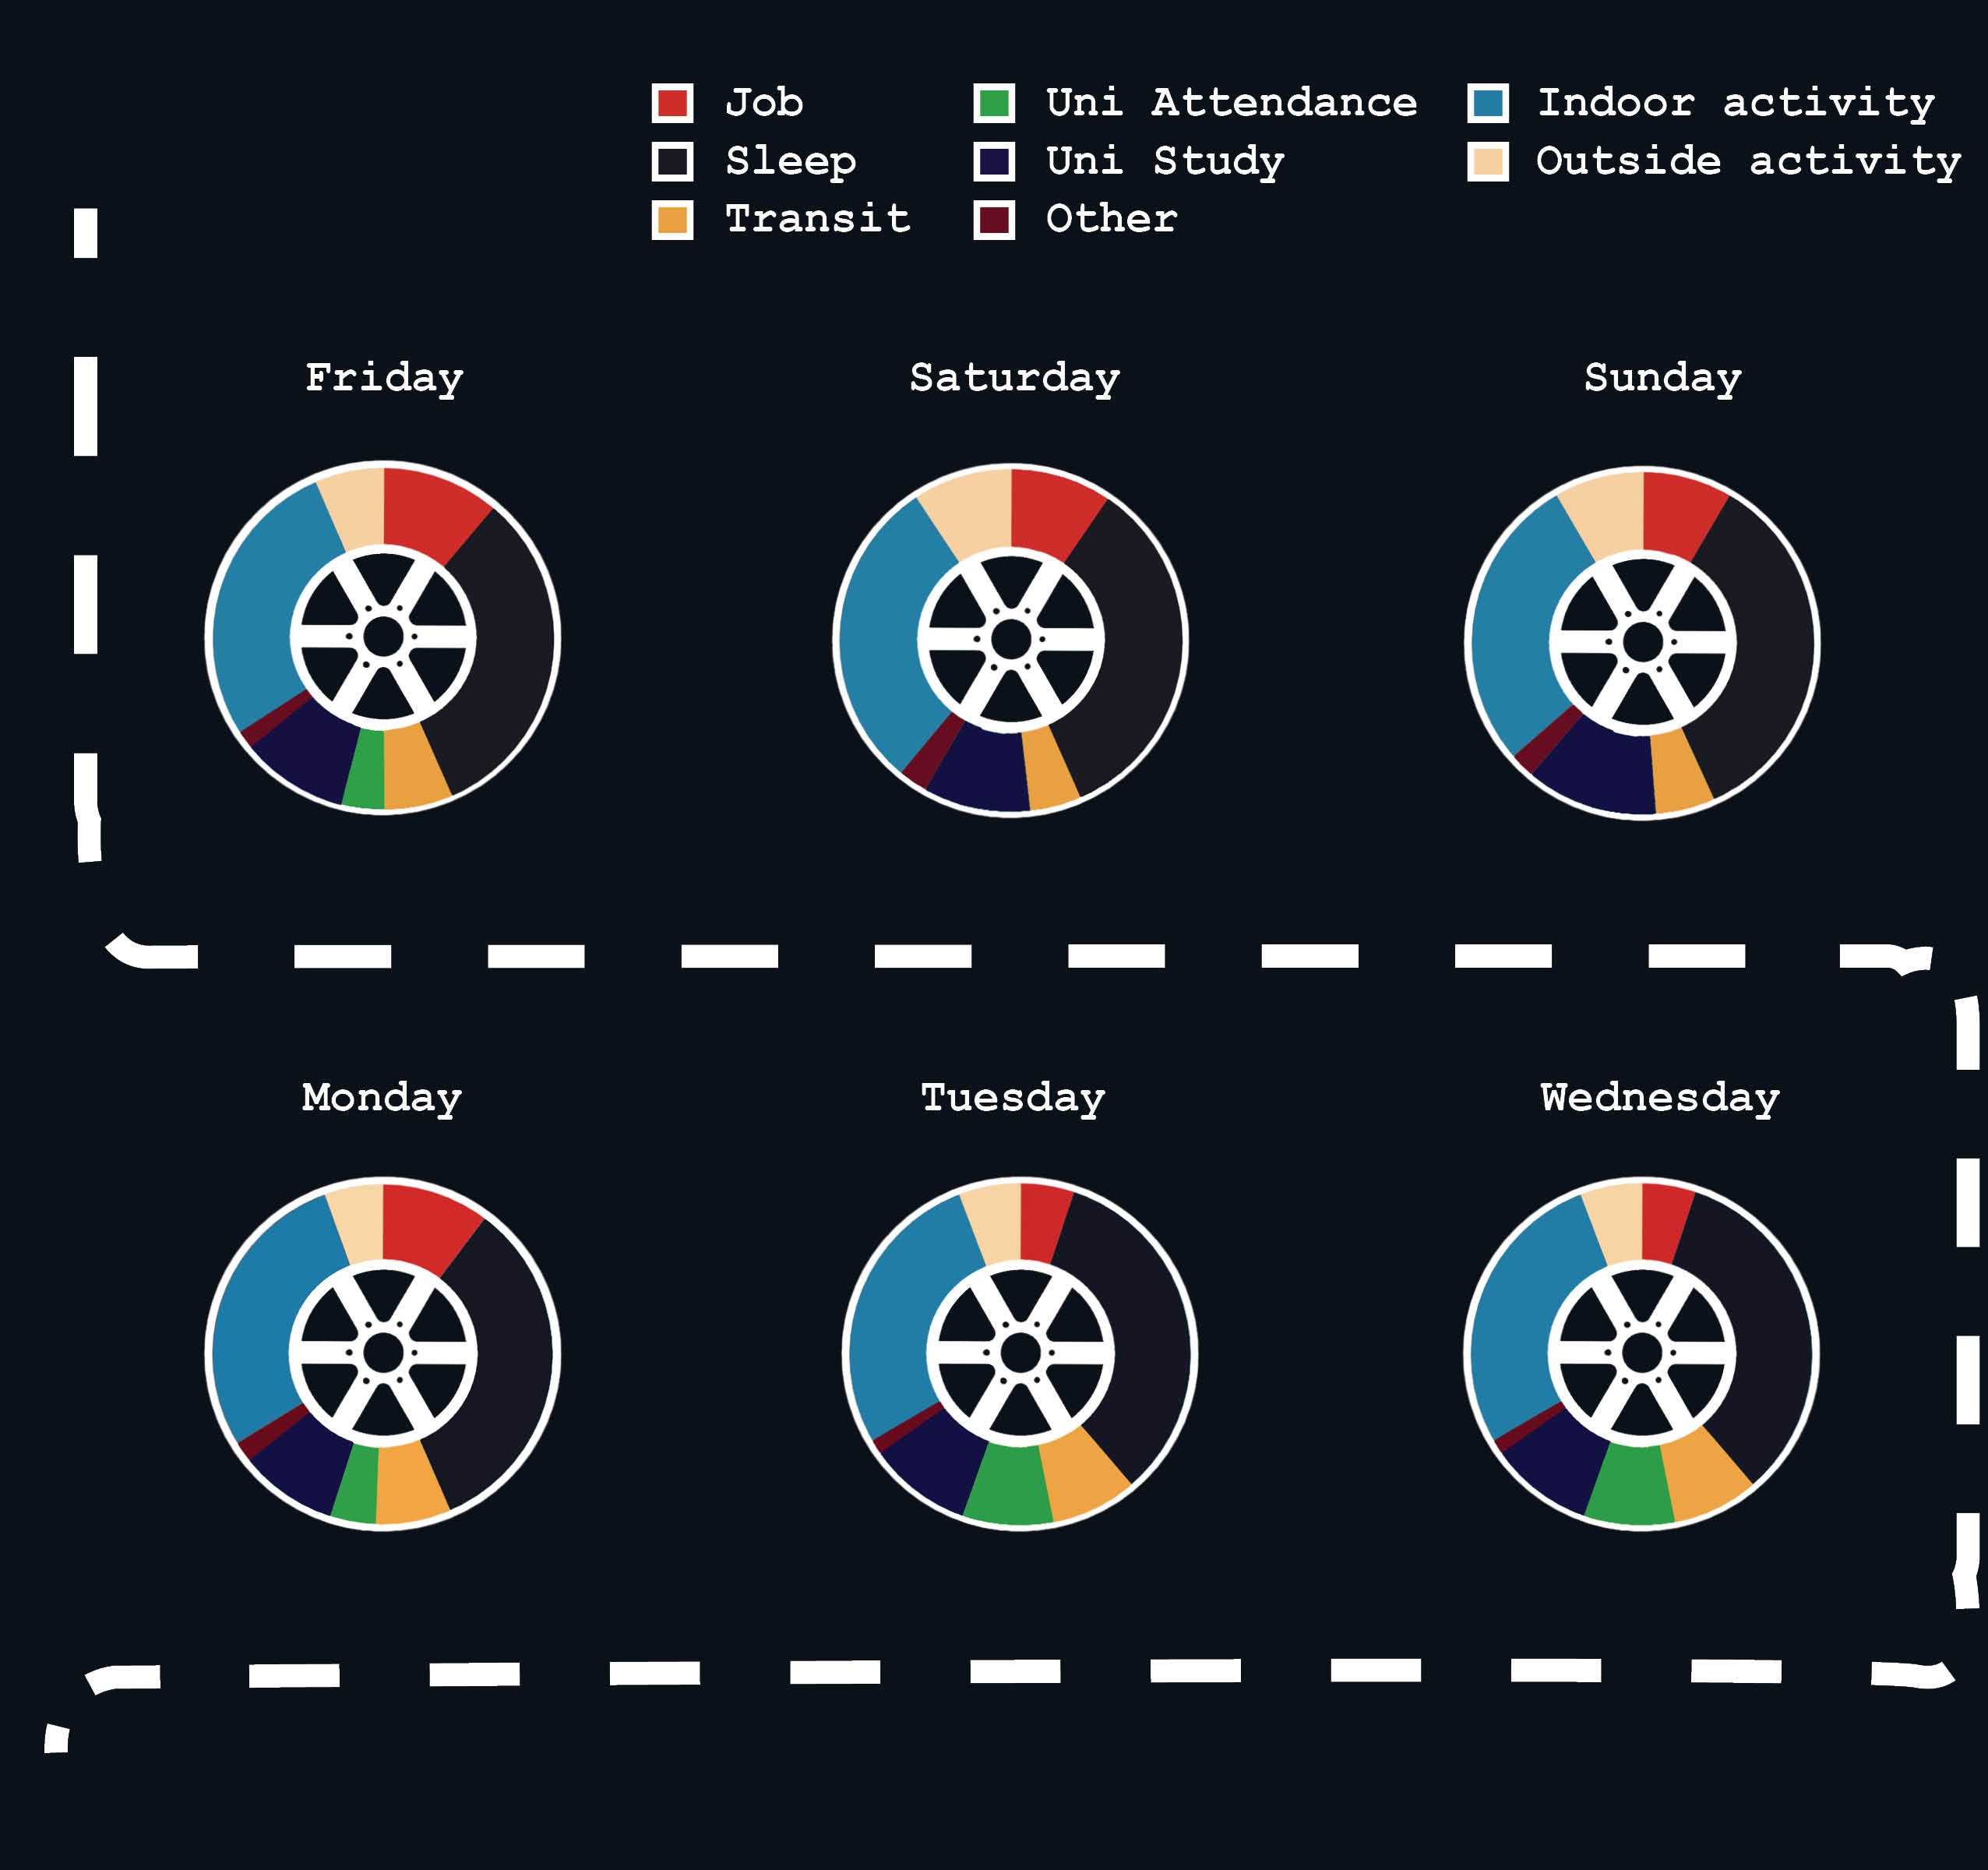 Job
Sleep
Transit
Uni Attendance
Uni Study
Other
Indoor activity
Outside activity
Friday
Saturday
Sunday
Monday
Tuesday
Wednesday